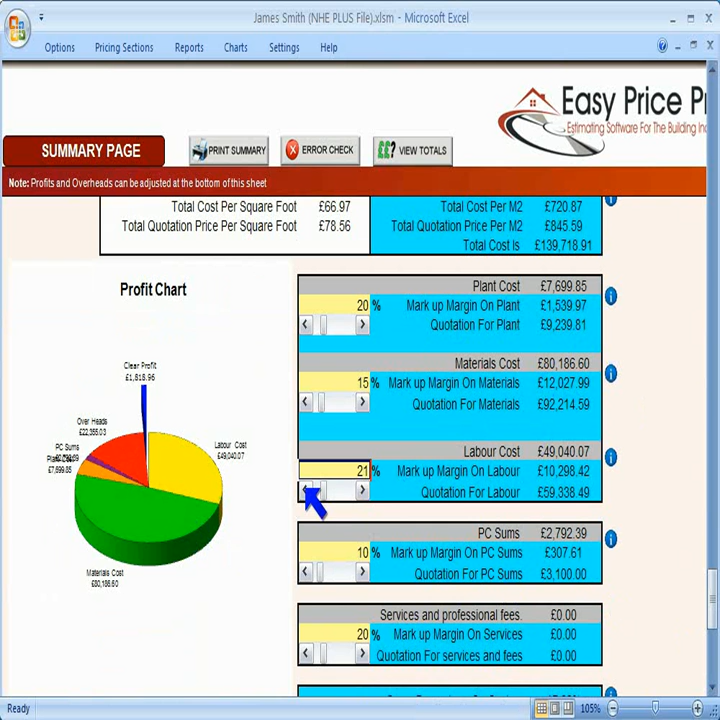 James Smith (NHE PLUS File).xlsm - Microsoft Excel
Options Pricing Sections Reports Charts Settings Help
Easy Price Pr
Estimating Software For The Building Ind
SUMMARY PAGE
PRINT SUMMARY
ERROR CHECK
££? VIEW TOTALS
Note: Profits and Overheads can be adjusted at the bottom of this sheet
Total Cost Per Square Foot £66.97
Total Quotation Price Per Square Foot £78.56
Total Cost Per M2 £720.87
Total Quotation Price Per M2 £845.59
Total Cost is £139,718.91
Profit Chart
Clear Profit
£1,818.96
Over Heads
£22,355.03
PC Sums
£7,699.85
Labour Cost
£49,040.07
Materials Cost
£80,186.60
Plant Cost £7,699.85
20 % Mark up Margin On Plant £1,539.97
Quotation For Plant £9,239.81
Materials Cost £80,186.60
15 % Mark up Margin On Materials £12,027.99
Quotation For Materials £92,214.59
Labour Cost £49,040.07
21 % Mark up Margin On Labour £10,298.42
Quotation For Labour £59,338.49
PC Sums £2,792.39
10 % Mark up Margin On PC Sums £307.61
Quotation For PC Sums £3,100.00
Services and professional fees. £0.00
20 % Mark up Margin On Services £0.00
Quotation For services and fees £0.00
Ready
105%